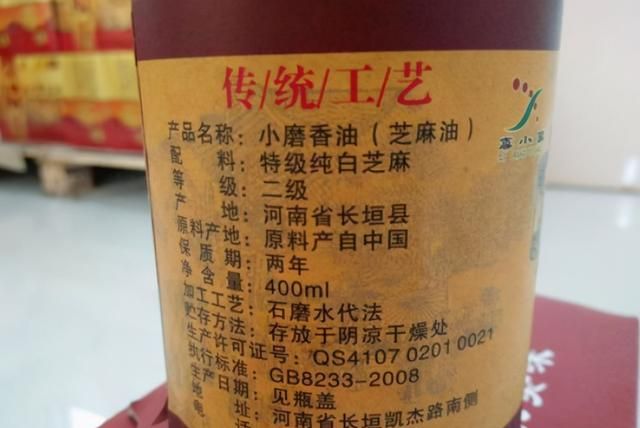 传/统/工/艺
产品名称：小磨香油（芝麻油）
配料：特级纯白芝麻
等级：二级
产地：河南省长垣县
原料产地：原料产自中国
保质期：两年
净含量：400ml
加工工艺：石磨水代法
贮存方法：存放于阴凉干燥处
生产许可证号：QS4107 0201 0021
执行标准：GB8233-2008
生产日期：见瓶盖
地址：河南省长垣凯杰路南侧
电话：